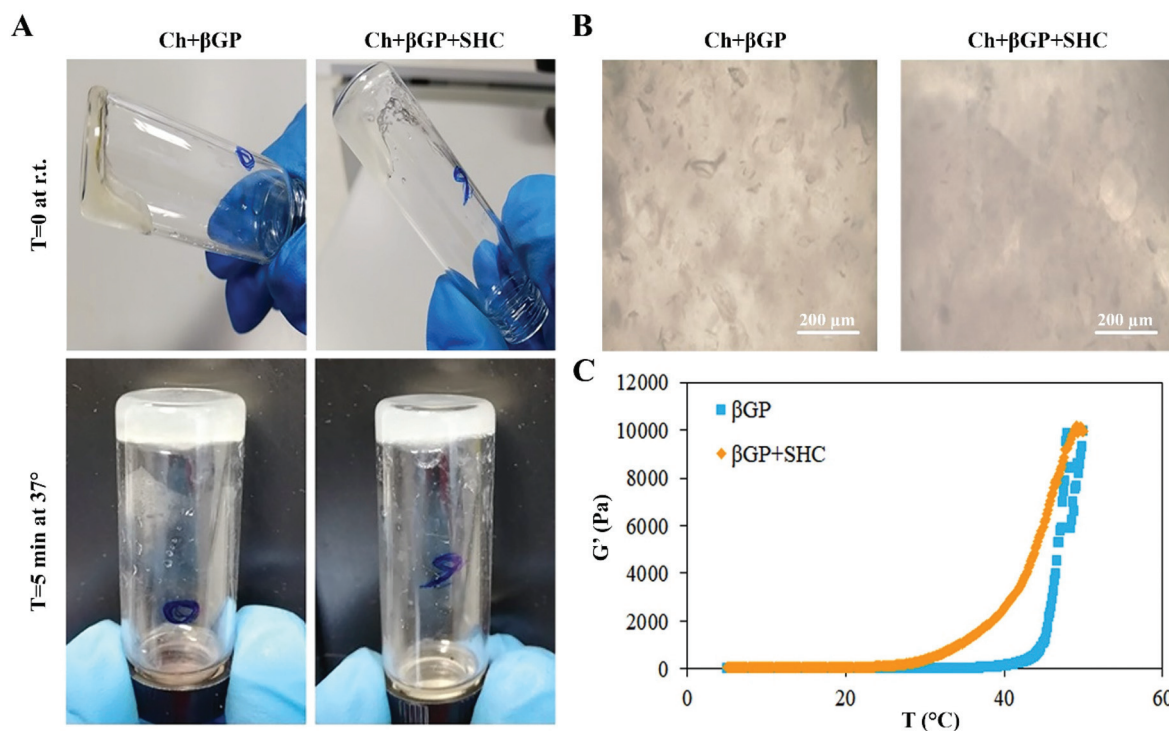 A
Ch+βGP
Ch+βGP+SHC
T=0 at r.t.
T=5 min at 37°
B
Ch+βGP
Ch+βGP+SHC
200 µm
200 µm
C
12000
10000
8000
6000
4000
2000
0
G' (Pa)
βGP
βGP+SHC
0
20
40
60
T (°C)